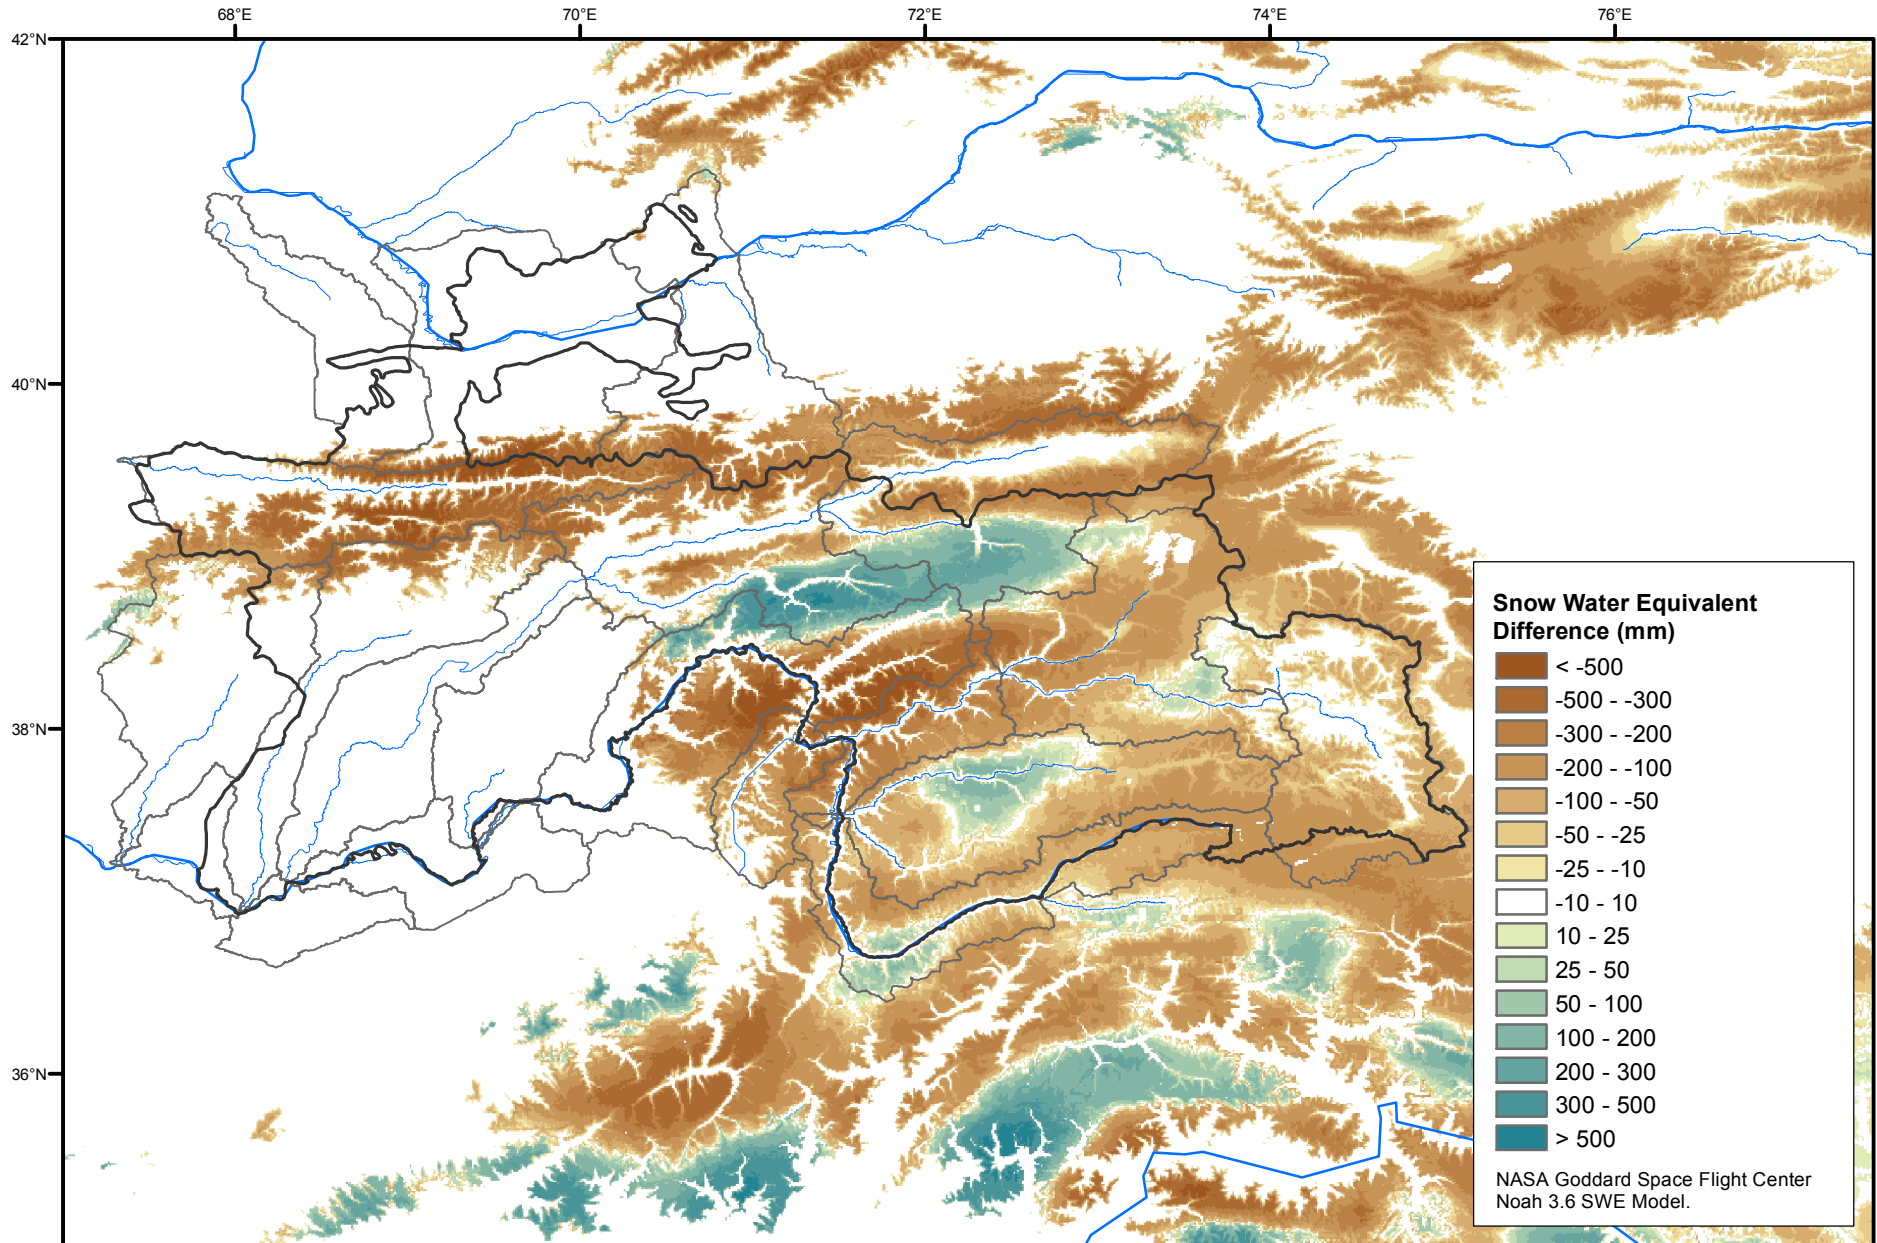 68°E 70°E 72°E 74°E 76°E
42°N
40°N
38°N
36°N
Snow Water Equivalent
Difference (mm)
< -500
-500 - -300
-300 - -200
-200 - -100
-100 - -50
-50 - -25
-25 - -10
-10 - 10
10 - 25
25 - 50
50 - 100
100 - 200
200 - 300
300 - 500
> 500
NASA Goddard Space Flight Center
Noah 3.6 SWE Model.